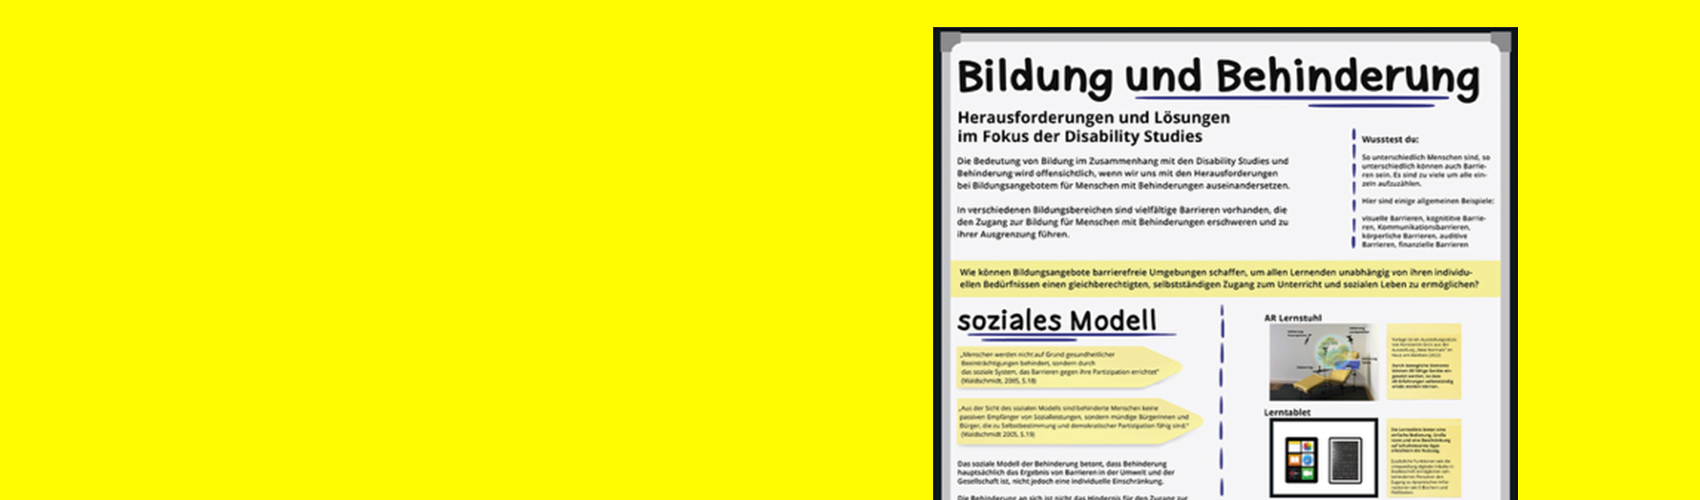 Bildung und Behinderung
Herausforderungen und Lösungen
im Fokus der Disability Studies
Die Bedeutung von Bildung im Zusammenhang mit den Disability Studies und
Behinderung wird offensichtlich, wenn wir uns mit den Herausforderungen
bei Bildungsangebotem für Menschen mit Behinderungen auseinandersetzen.
In verschiedenen Bildungsbereichen sind vielfältige Barrieren vorhanden, die
den Zugang zur Bildung für Menschen mit Behinderungen erschweren und zu
ihrer Ausgrenzung führen.
Wusstest du:
So unterschiedlich Menschen sind, so
unterschiedlich können auch Barrie-
ren sein. Es sind zu viele um alle ein-
zeln aufzuzählen.
Hier sind einige allgemeinen Beispiele:
visuelle Barrieren, kognititve Barrie-
ren, Kommunikationsbarrieren,
körperliche Barrieren, auditive
Barrieren, finanzielle Barrieren
Wie können Bildungsangebote barrierefreie Umgebungen schaffen, um allen Lernenden unabhängig von ihren individu-
ellen Bedürfnissen einen gleichberechtigten, selbstständigen Zugang zum Unterricht und sozialen Leben zu ermöglichen?
soziales Modell
„Menschen werden nicht auf Grund gesundheitlicher
Beeinträchtigungen behindert, sondern durch
das soziale System, das Barrieren gegen ihre Partizipation errichtet"
(Waldschmidt, 2005, S.18)
„Aus der Sicht des sozialen Modells sind behinderte Menschen keine
passiven Empfänger von Sozialleistungen, sondern mündige Bürgerinnen und
Bürger, die zu Selbstbestimmung und demokratischer Partizipation fähig sind."
(Waldschmidt 2005, S.19)
Das soziale Modell der Behinderung betont, dass Behinderung
hauptsächlich das Ergebnis von Barrieren in der Umwelt und der
Gesellschaft ist, nicht jedoch eine individuelle Einschränkung.
Die Behinderung an sich ist nicht das Hindernis für den Zugang zur
AR Lernstuhl
Lerntablet